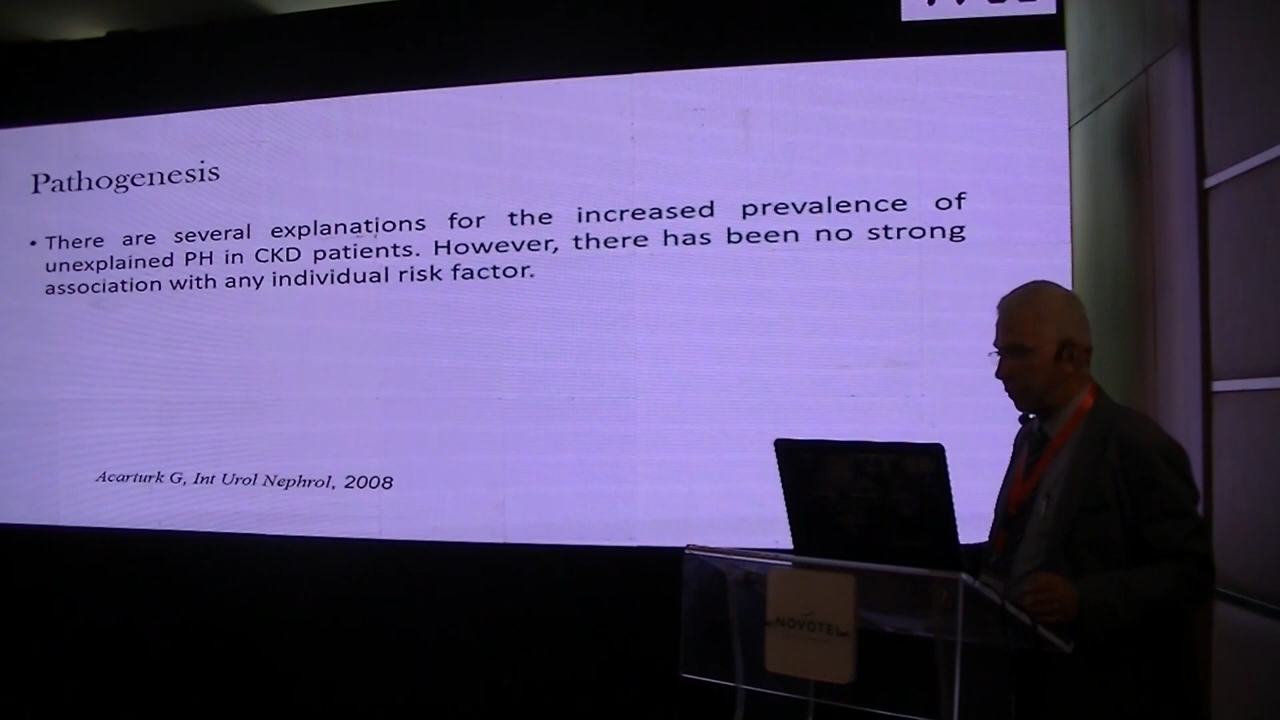 Pathogenesis
• There are several explanations for the increased prevalence of
unexplained PH in CKD patients. However, there has been no strong
association with any individual risk factor.
Acarturk G, Int Urol Nephrol, 2008
NOVOTEL